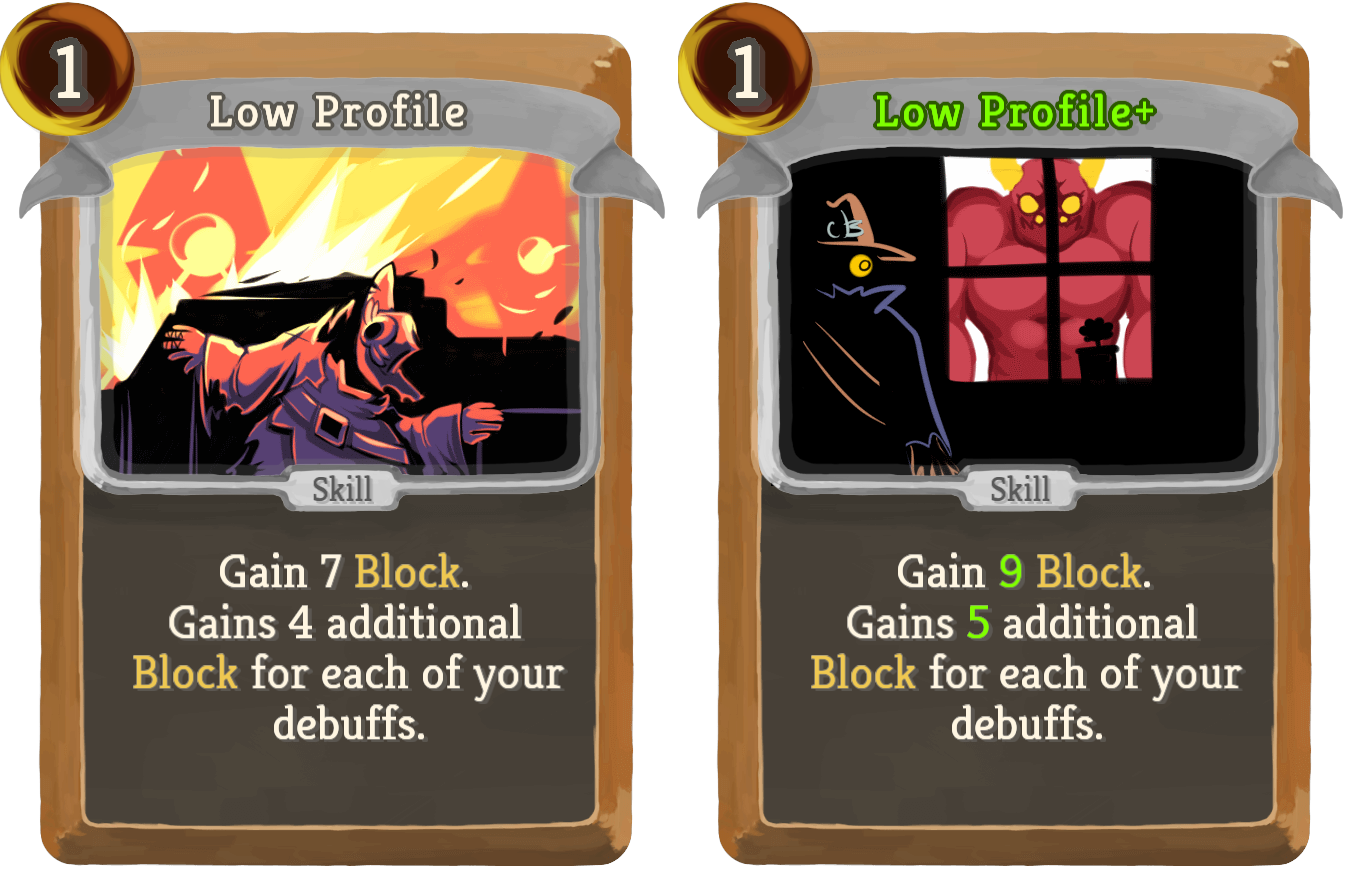 1
Low Profile
Skill
Gain 7 Block.
Gains 4 additional
Block for each of your
debuffs.
1
Low Profile+
CB
Skill
Gain 9 Block.
Gains 5 additional
Block for each of your
debuffs.